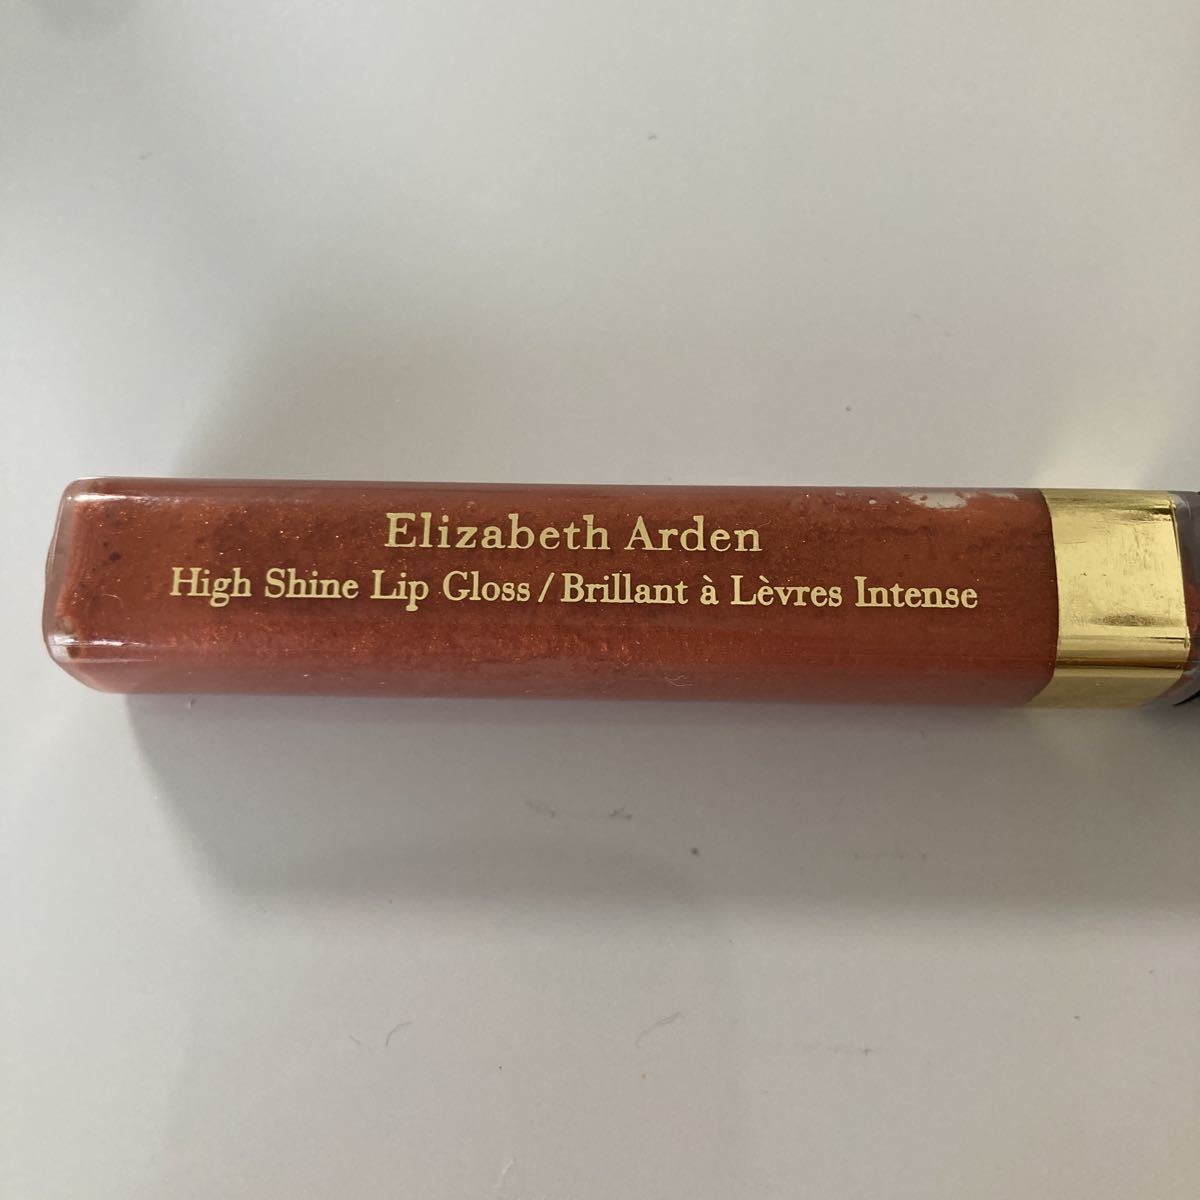 Elizabeth Arden
High Shine Lip Gloss / Brillant à Lèvres Intense